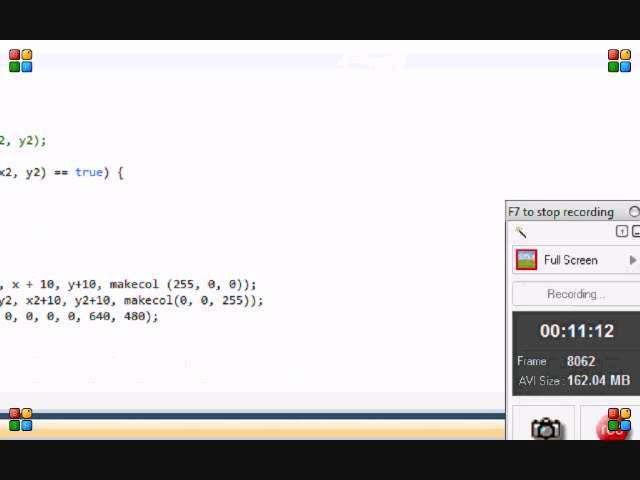 2, y2);
x2, y2) == true) {
, x + 10, y+10, makecol (255, 0, 0));
y2, x2+10, y2+10, makecol(0, 0, 255));
0, 0, 0, 0, 640, 480);
F7 to stop recording
Full Screen
Recording...
00:11:12
Frame 8062
AVI Size: 162.04 MB